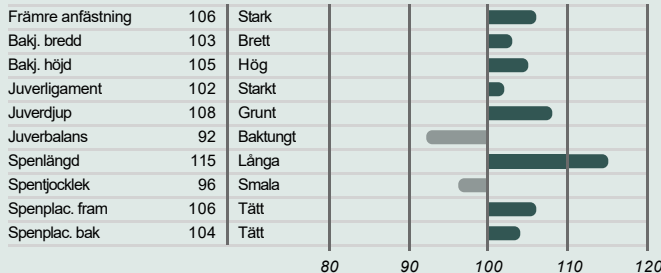 Främre anfästning 106 Stark
Bakj. bredd 103 Brett
Bakj. höjd 105 Hög
Juverligament 102 Starkt
Juverdjup 108 Grunt
Juverbalans 92 Baktungt
Spenlängd 115 Långa
Spentjocklek 96 Smala
Spenplac. fram 106 Tätt
Spenplac. bak 104 Tätt
80 90 100 110 120